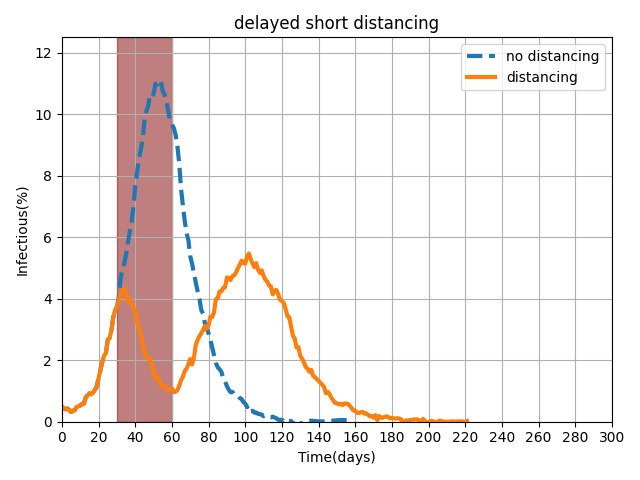 delayed short distancing
no distancing
distancing
12
10
8
6
4
2
0
Infectious(%)
0 20 40 60 80 100 120 140 160 180 200 220 240 260 280 300
Time(days)